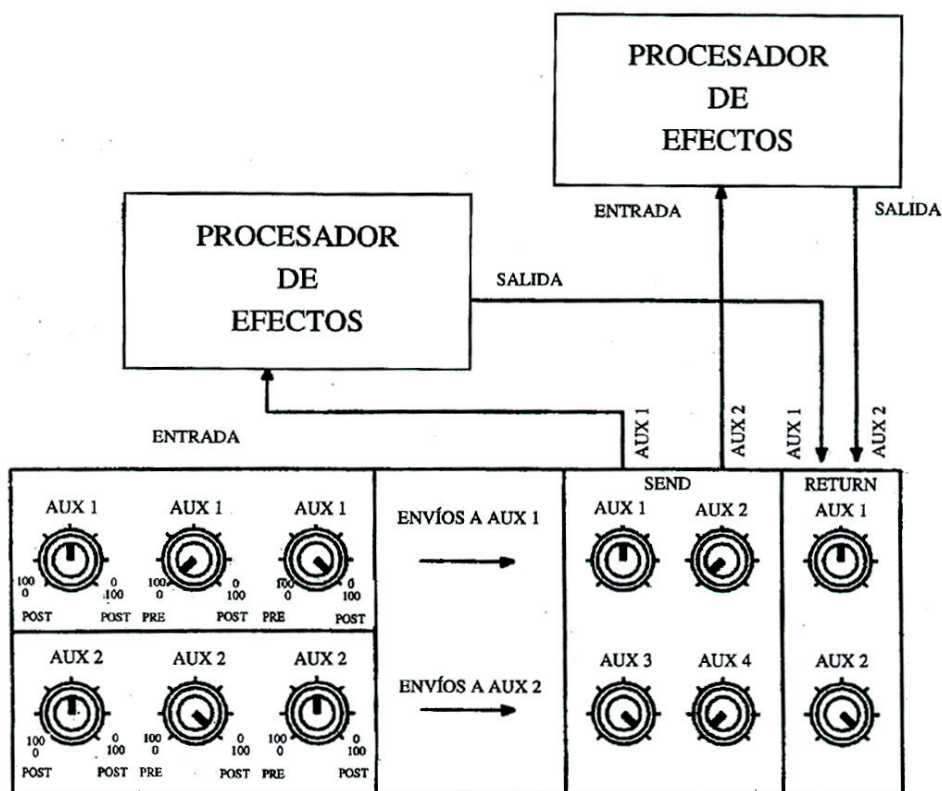 PROCESADOR
DE
EFECTOS
ENTRADA
SALIDA
PROCESADOR
DE
EFECTOS
SALIDA
ENTRADA
AUX 1
AUX 2
AUX 1
AUX 2
AUX 1 AUX 1 AUX 1
100 0 100 0 100 0
0 100 100 0 100
POST POST PRE POST PRE POST
ENVÍOS A AUX 1
SEND
AUX 1 AUX 2
RETURN
AUX 1
AUX 2 AUX 2 AUX 2
100 0 100 0 100 0
0 100 0 100 0 100
POST POST PRE POST PRE POST
ENVÍOS A AUX 2
AUX 3 AUX 4
AUX 2